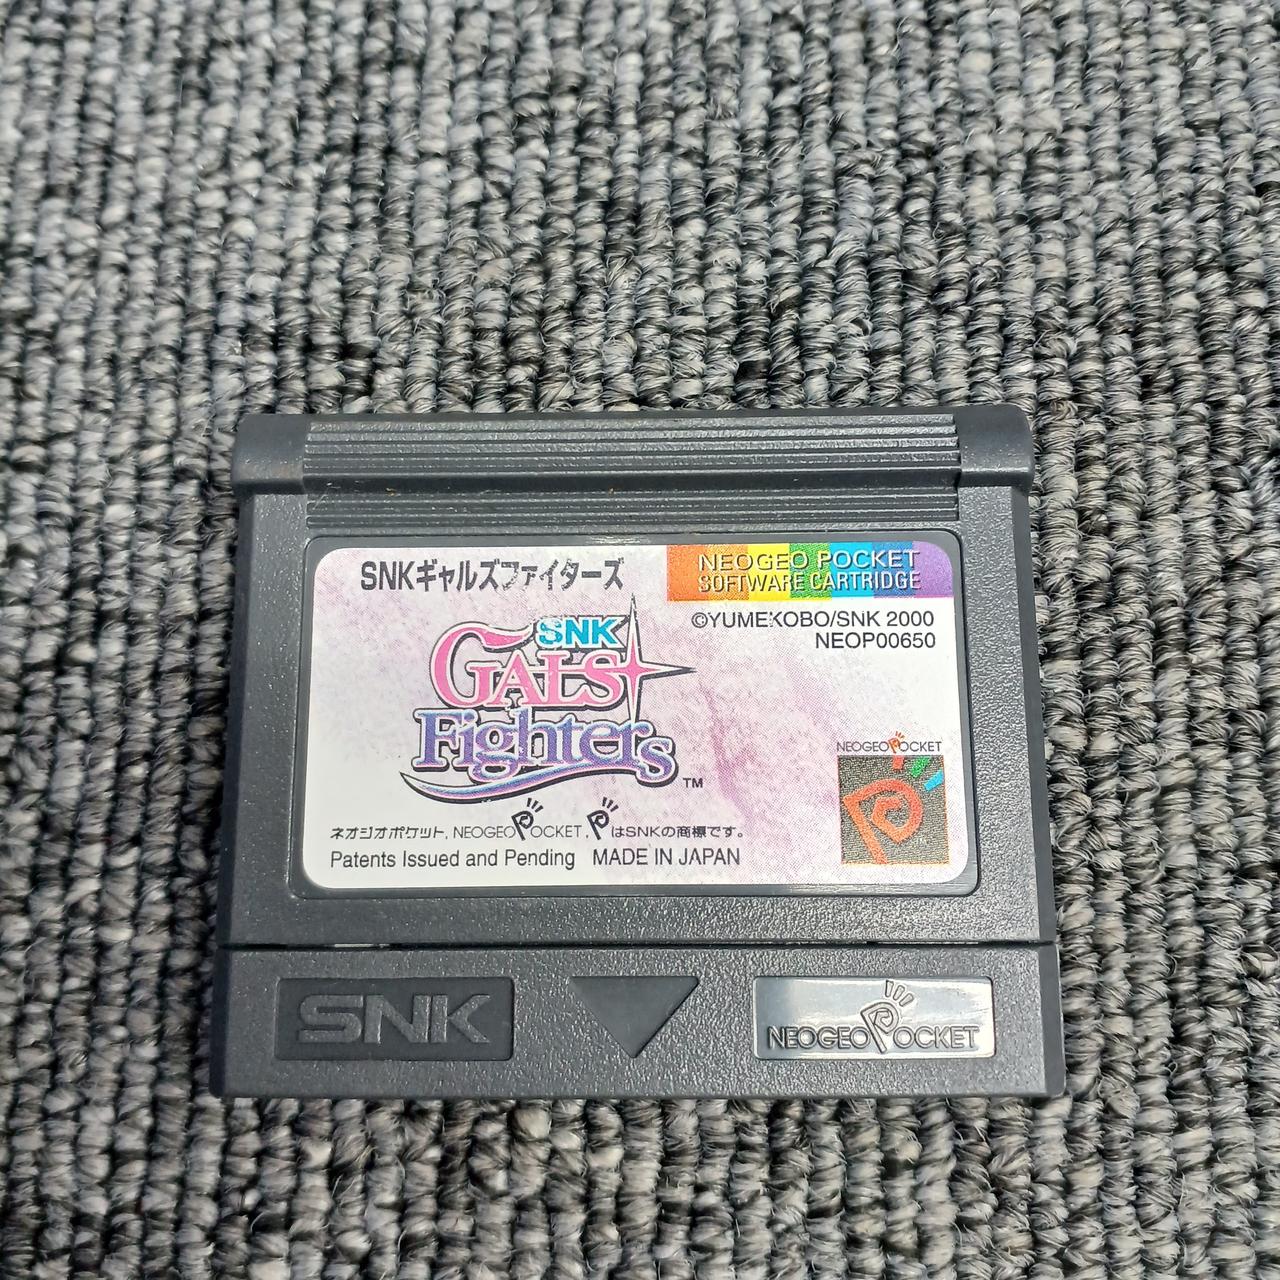 SNKギャルズファイターズ
NEOGEO POCKET
SOFTWARE CARTRIDGE
©YUMEKOBO/SNK 2000
NEOP00650
SNK
GALS'
Fighters
TM
NEOGEO POCKET
ネオジオポケット, NEOGEO POCKET, P はSNKの商標です。
Patents Issued and Pending MADE IN JAPAN
SNK
NEOGEO POCKET